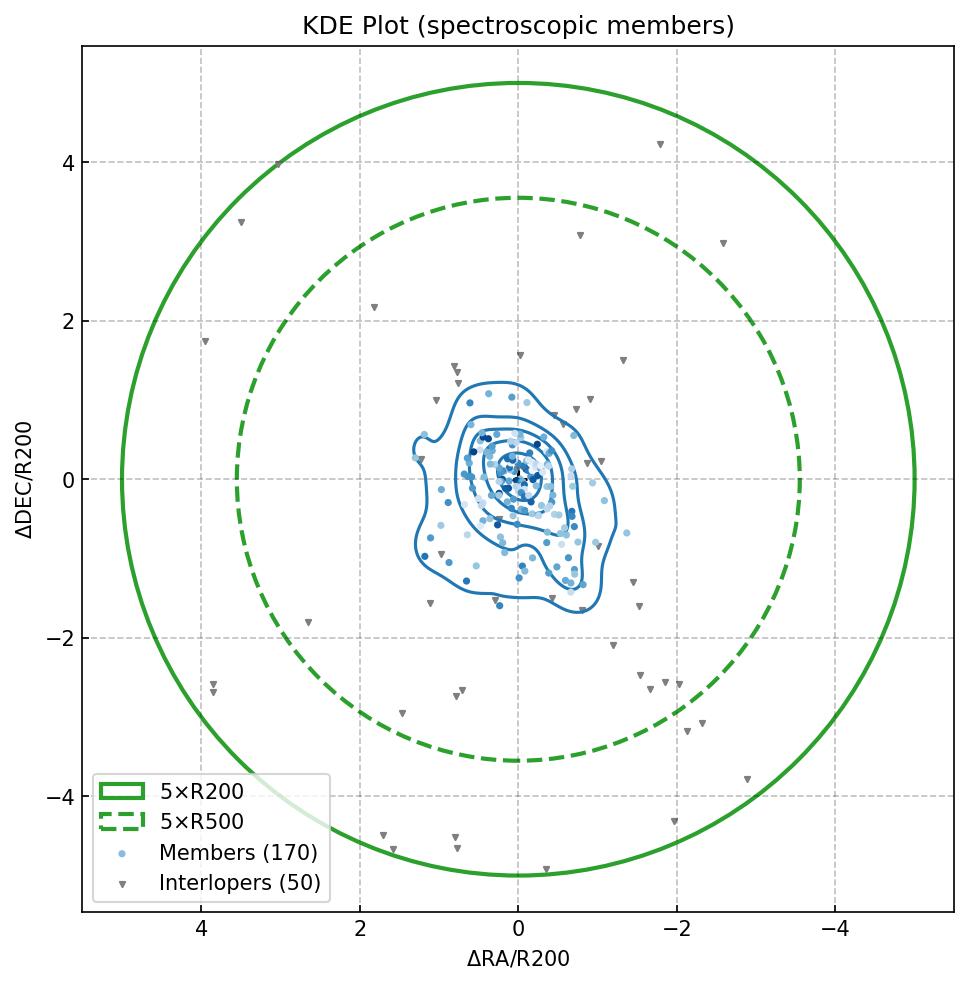 KDE Plot (spectroscopic members)
4
2
0
−2
−4
ΔDEC/R200
5×R200
5×R500
Members (170)
Interlopers (50)
4
2
0
−2
−4
ΔRA/R200